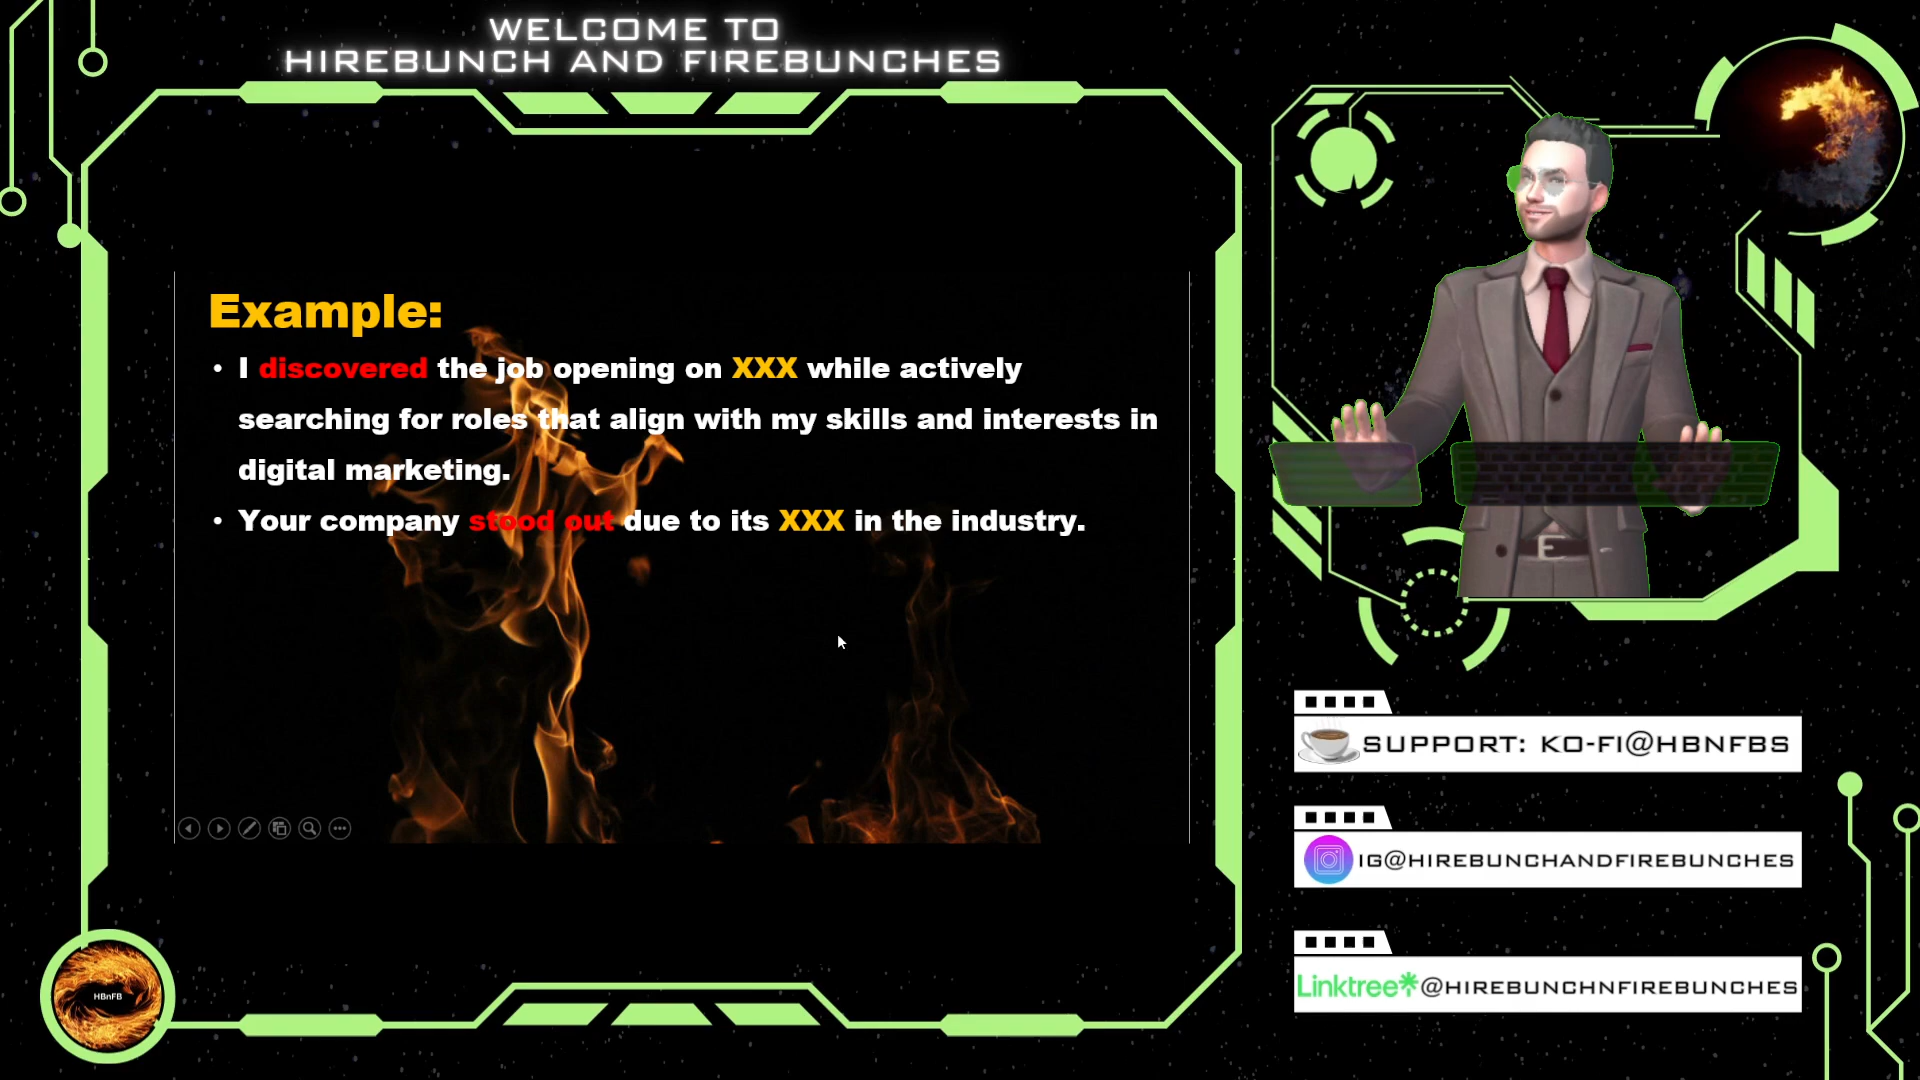 WELCOME TO
HIREBUNCH AND FIREBUNCHES
Example:
• I discovered the job opening on XXX while actively
searching for roles that align with my skills and interests in
digital marketing.
• Your company stood out due to its XXX in the industry.
SUPPORT: KO-FI@HBNFBS
IG@HIREBUNCHANDFIREBUNCHES
Linktree@HIREBUNCHNFIREBUNCHES
HBnFB